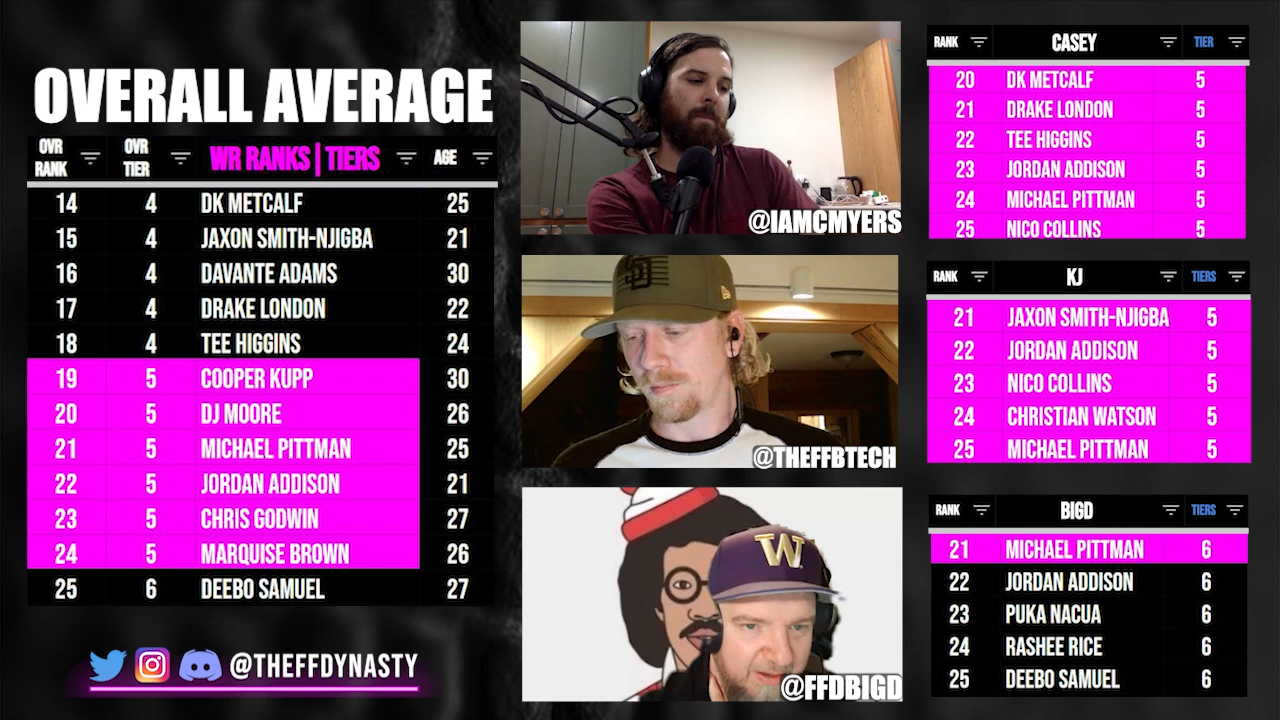 OVERALL AVERAGE
OVR RANK OVR TIER WR RANKS | TIERS AGE
14 4 DK METCALF 25
15 4 JAXON SMITH-NJIGBA 21
16 4 DAVANTE ADAMS 30
17 4 DRAKE LONDON 22
18 4 TEE HIGGINS 24
19 5 COOPER KUPP 30
20 5 DJ MOORE 26
21 5 MICHAEL PITTMAN 25
22 5 JORDAN ADDISON 21
23 5 CHRIS GODWIN 27
24 5 MARQUISE BROWN 26
25 6 DEEBO SAMUEL 27
@THEFFDYNASTY
@IAMCMYERS
SD
@THEFFBTECH
W
@FFDBIGD
RANK CASEY TIER
20 DK METCALF 5
21 DRAKE LONDON 5
22 TEE HIGGINS 5
23 JORDAN ADDISON 5
24 MICHAEL PITTMAN 5
25 NICO COLLINS 5
RANK KJ TIERS
21 JAXON SMITH-NJIGBA 5
22 JORDAN ADDISON 5
23 NICO COLLINS 5
24 CHRISTIAN WATSON 5
25 MICHAEL PITTMAN 5
RANK BIGD TIERS
21 MICHAEL PITTMAN 6
22 JORDAN ADDISON 6
23 PUKA NACUA 6
24 RASHEE RICE 6
25 DEEBO SAMUEL 6